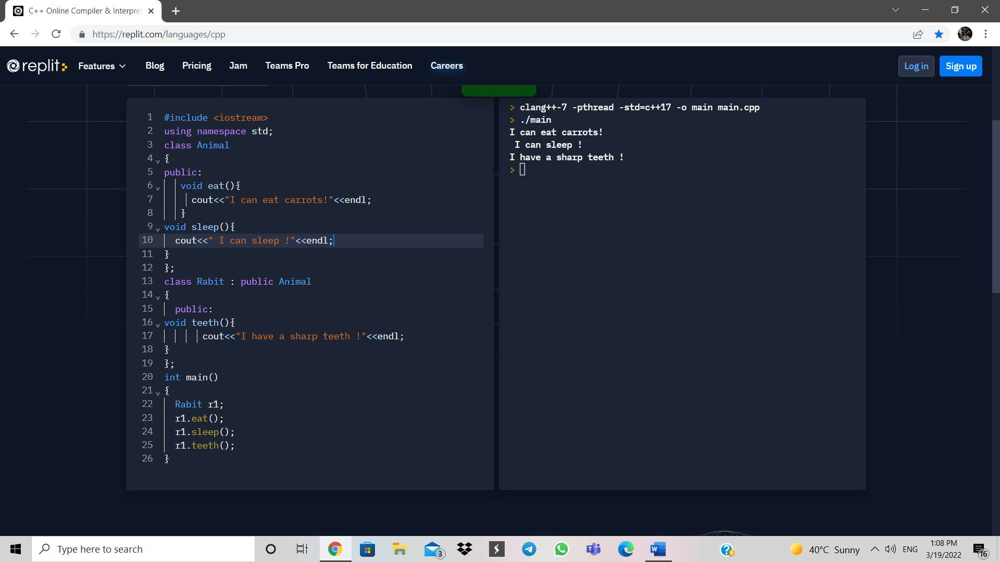 C++ Online Compiler & Interpret
https://replit.com/languages/cpp
replit
Features
Blog
Pricing
Jam
Teams Pro
Teams for Education
Careers
Log in
Sign up
1 #include <iostream>
2 using namespace std;
3 class Animal
4 {
5 public:
6 void eat(){
7 cout<<"I can eat carrots!"<<endl;
8 }
9 void sleep(){
10 cout<<" I can sleep !"<<endl;
11 }
12 };
13 class Rabit : public Animal
14 {
15 public:
16 void teeth(){
17 cout<<"I have a sharp teeth !"<<endl;
18 }
19 };
20 int main()
21 {
22 Rabit r1;
23 r1.eat();
24 r1.sleep();
25 r1.teeth();
26 }
clang++-7 -pthread -std=c++17 -o main main.cpp
./main
I can eat carrots!
I can sleep !
I have a sharp teeth !
Type here to search
3
W
40°C Sunny
ENG
1:08 PM
3/19/2022
16